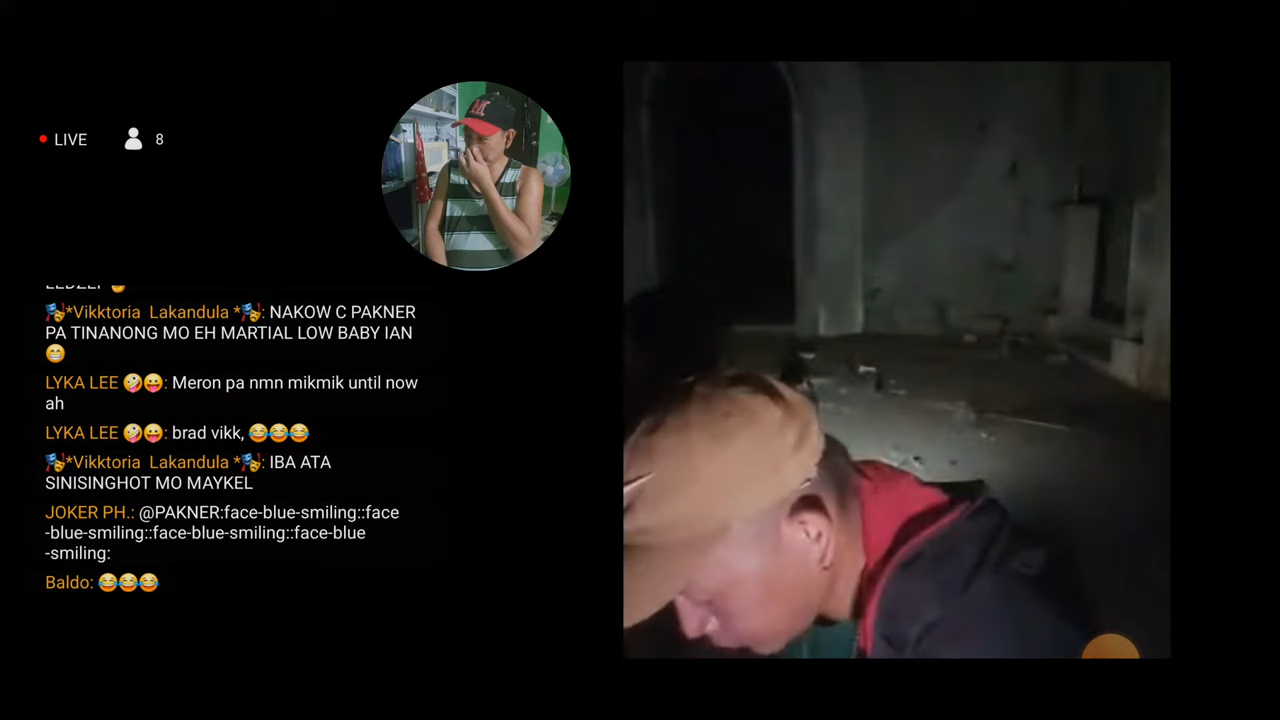 LIVE 8
🎭*Vikktoria Lakandula *🎭: NAKOW C PAKNER
PA TINANONG MO EH MARTIAL LOW BABY IAN
😁
LYKA LEE 🤪😛: Meron pa nmn mikmik until now
ah
LYKA LEE 🤪😛: brad vikk, 😂😂😂
🎭*Vikktoria Lakandula *🎭: IBA ATA
SINISINGHOT MO MAYKEL
JOKER PH.: @PAKNER:face-blue-smiling::face
-blue-smiling::face-blue-smiling::face-blue
-smiling:
Baldo: 😂😂😂
M